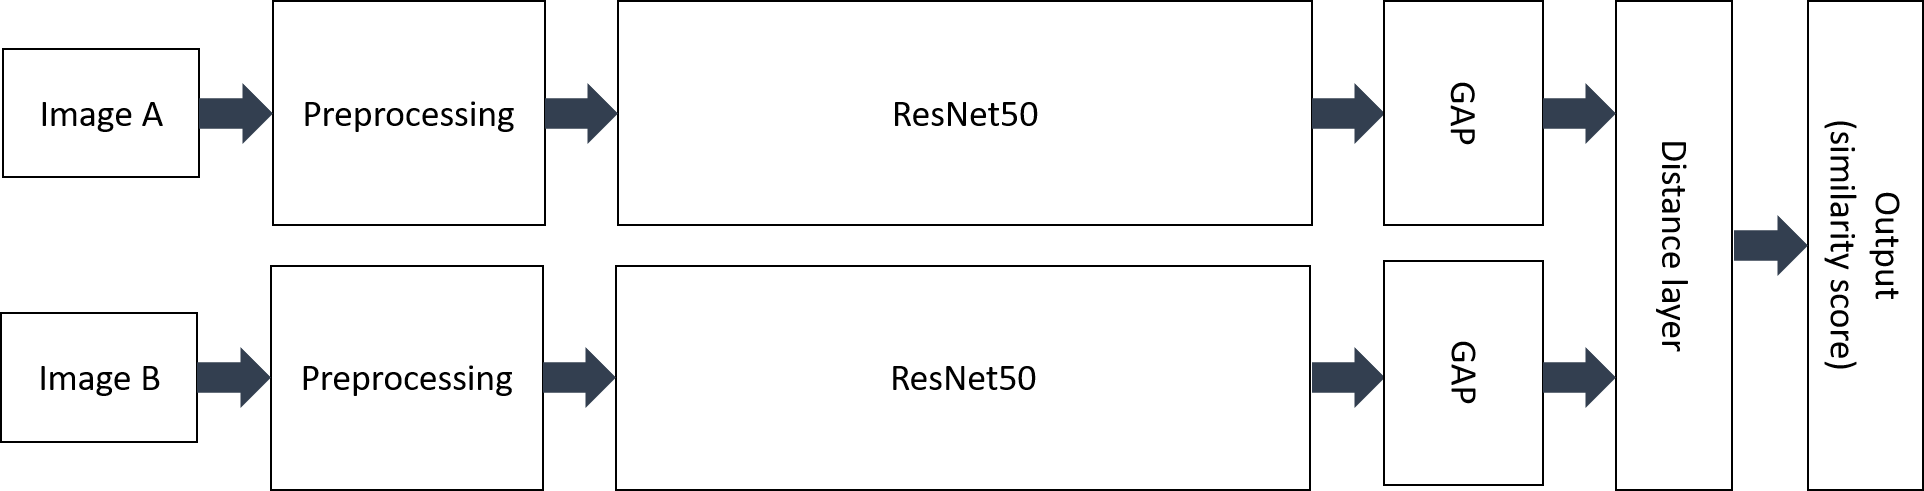 Image A
Preprocessing
ResNet50
GAP
Image B
Preprocessing
ResNet50
GAP
Distance layer
Output
(similarity score)